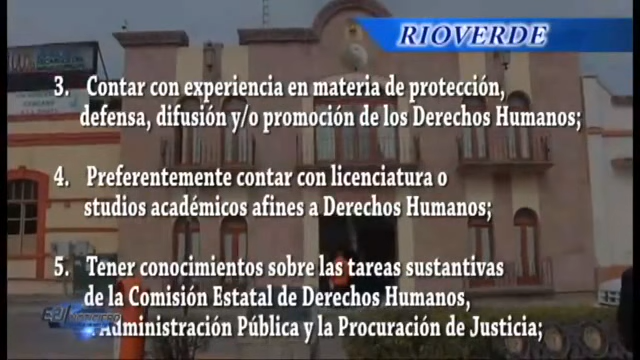 RIOVERDE
3. Contar con experiencia en materia de protección,
defensa, difusión y/o promoción de los Derechos Humanos;
4. Preferentemente contar con licenciatura o
studios académicos afines a Derechos Humanos;
5. Tener conocimientos sobre las tareas sustantivas
de la Comisión Estatal de Derechos Humanos,
Administración Pública y la Procuración de Justicia;
NOTICIERO